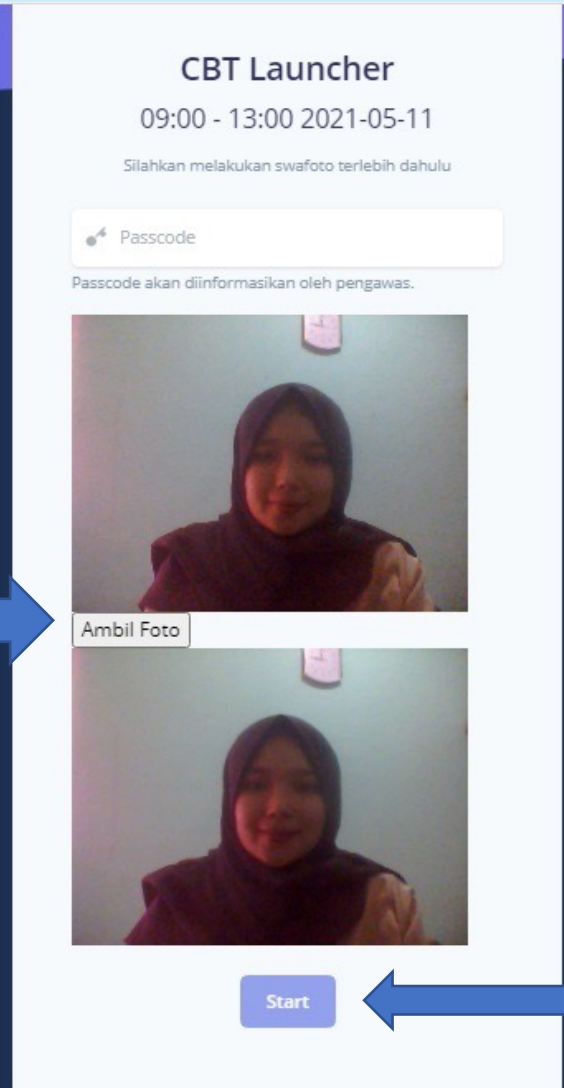 CBT Launcher
09:00 - 13:00 2021-05-11
Silahkan melakukan swafoto terlebih dahulu
Passcode
Passcode akan diinformasikan oleh pengawas.
Ambil Foto
Start